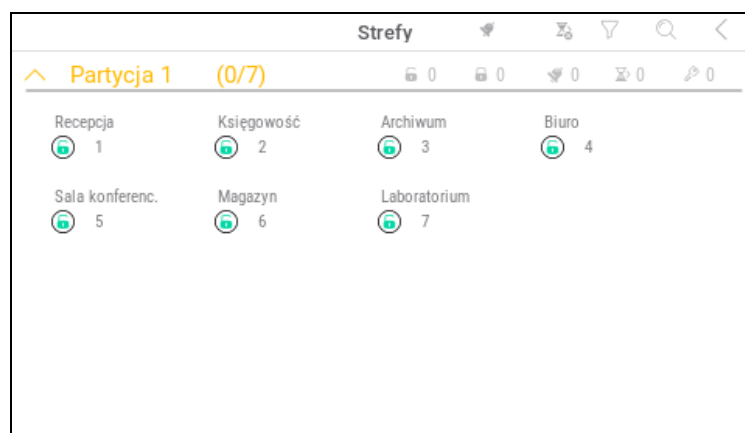 Strefy
Partycja 1 (0/7) 0 0 0 0 0
Recepcja Księgowość Archiwum Biuro
1 2 3 4
Sala konferenc. Magazyn Laboratorium
5 6 7